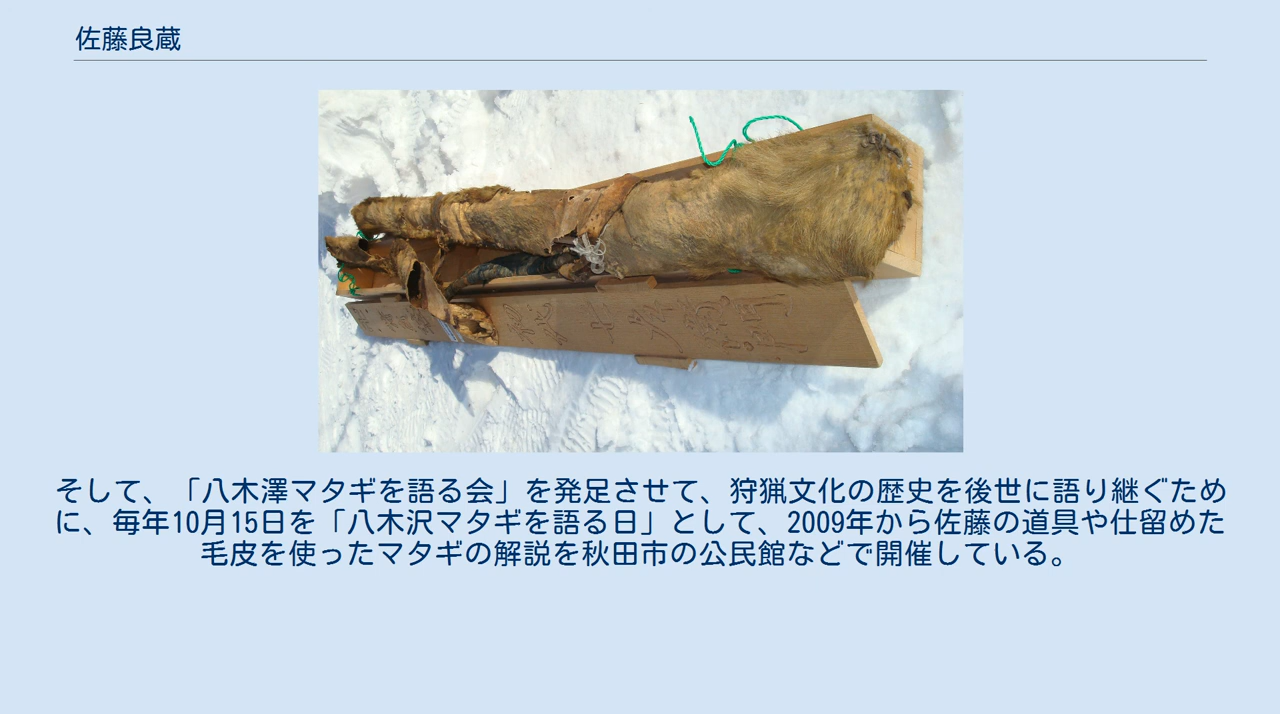 佐藤良蔵
そして、「八木澤マタギを語る会」を発足させて、狩猟文化の歴史を後世に語り継ぐため
に、毎年10月15日を「八木沢マタギを語る日」として、2009年から佐藤の道具や仕留めた
毛皮を使ったマタギの解説を秋田市の公民館などで開催している。